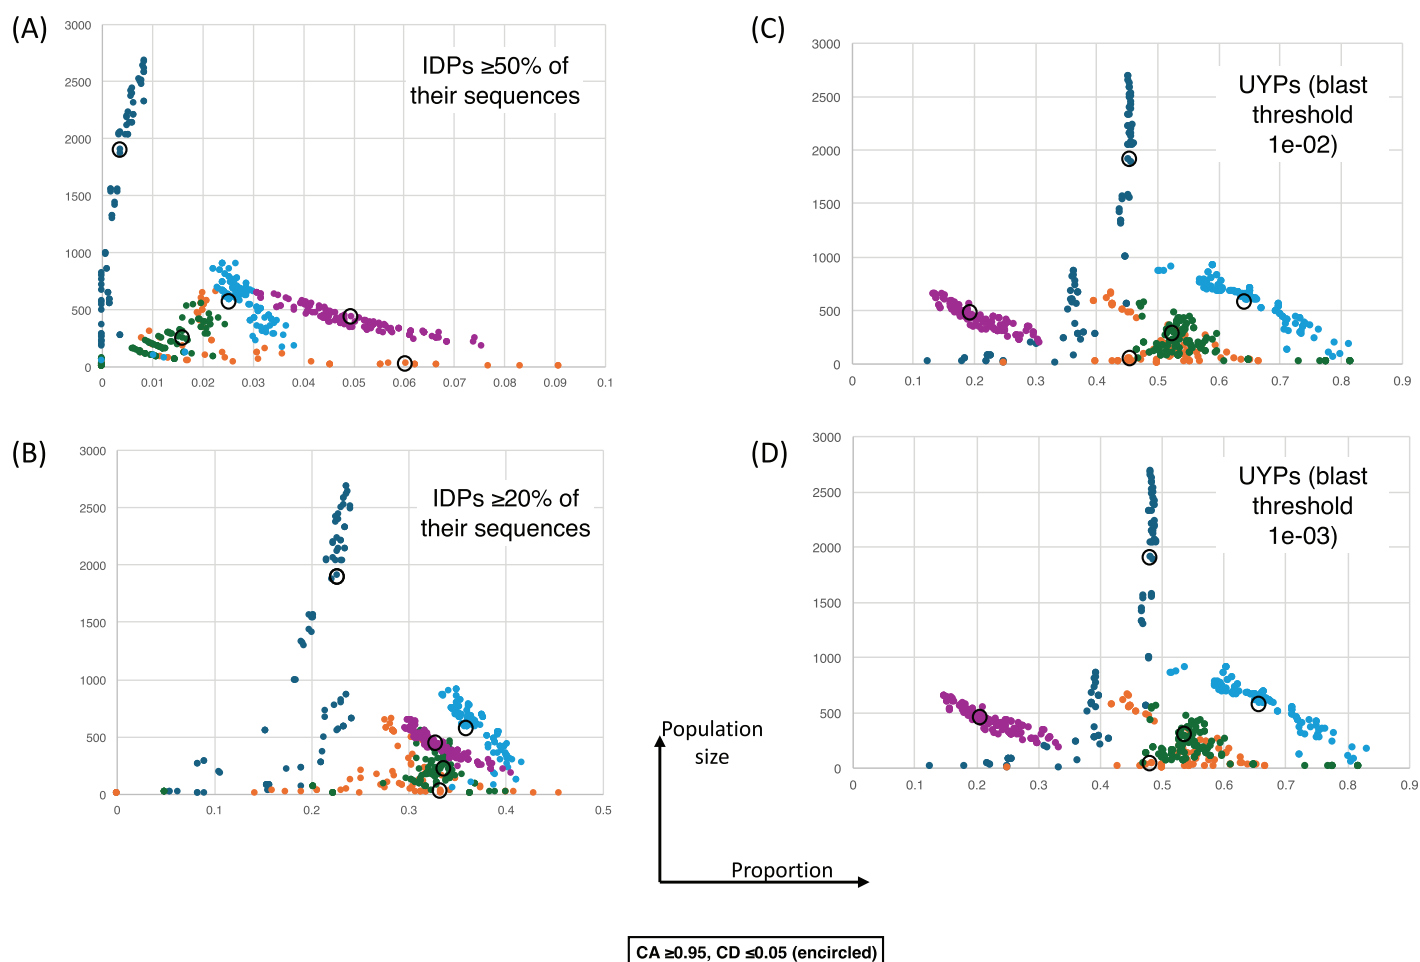 (A)
3000
2500
2000
1500
1000
500
0
0 0.01 0.02 0.03 0.04 0.05 0.06 0.07 0.08 0.09 0.1
IDPs ≥50% of
their sequences
(B)
3000
2500
2000
1500
1000
500
0
0 0.1 0.2 0.3 0.4 0.5
IDPs ≥20% of
their sequences
(C)
3000
2500
2000
1500
1000
500
0
0 0.1 0.2 0.3 0.4 0.5 0.6 0.7 0.8 0.9
UYPs (blast
threshold
1e-02)
(D)
3000
2500
2000
1500
1000
500
0
0 0.1 0.2 0.3 0.4 0.5 0.6 0.7 0.8 0.9
UYPs (blast
threshold
1e-03)
Population
size
Proportion
CA ≥0.95, CD ≤0.05 (encircled)